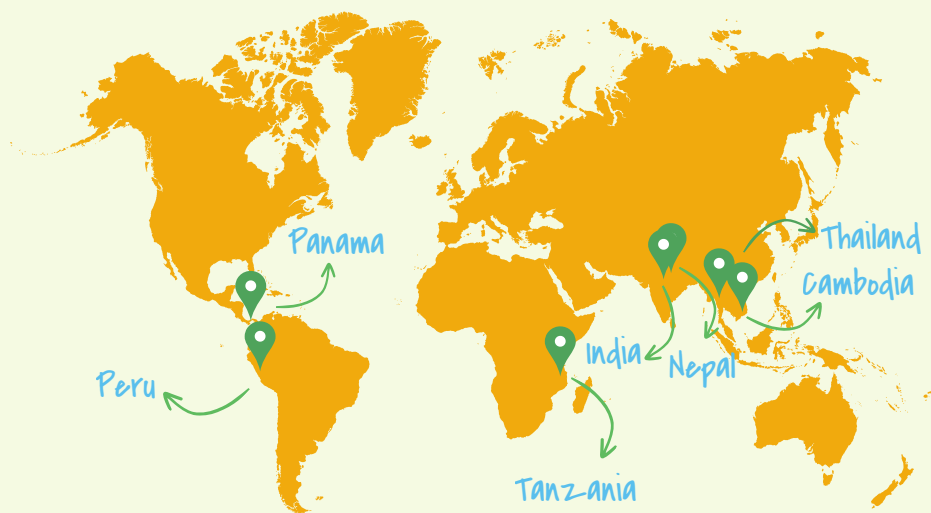 Panama
Thailand
Cambodia
India
Nepal
Peru
Tanzania